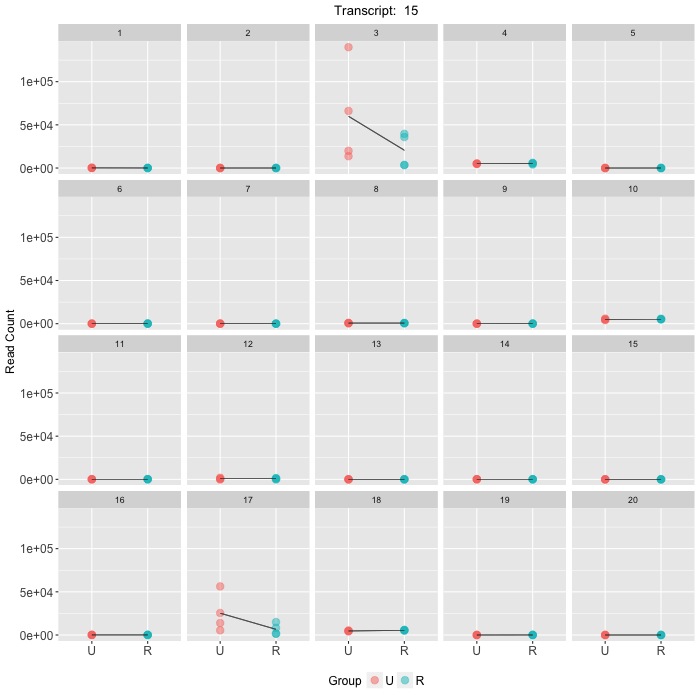 Transcript: 15
1 2 3 4 5
1e+05
5e+04
0e+00
6 7 8 9 10
1e+05
5e+04
0e+00
Read Count
11 12 13 14 15
1e+05
5e+04
0e+00
16 17 18 19 20
1e+05
5e+04
0e+00
U R U R U R U R U R
Group U R